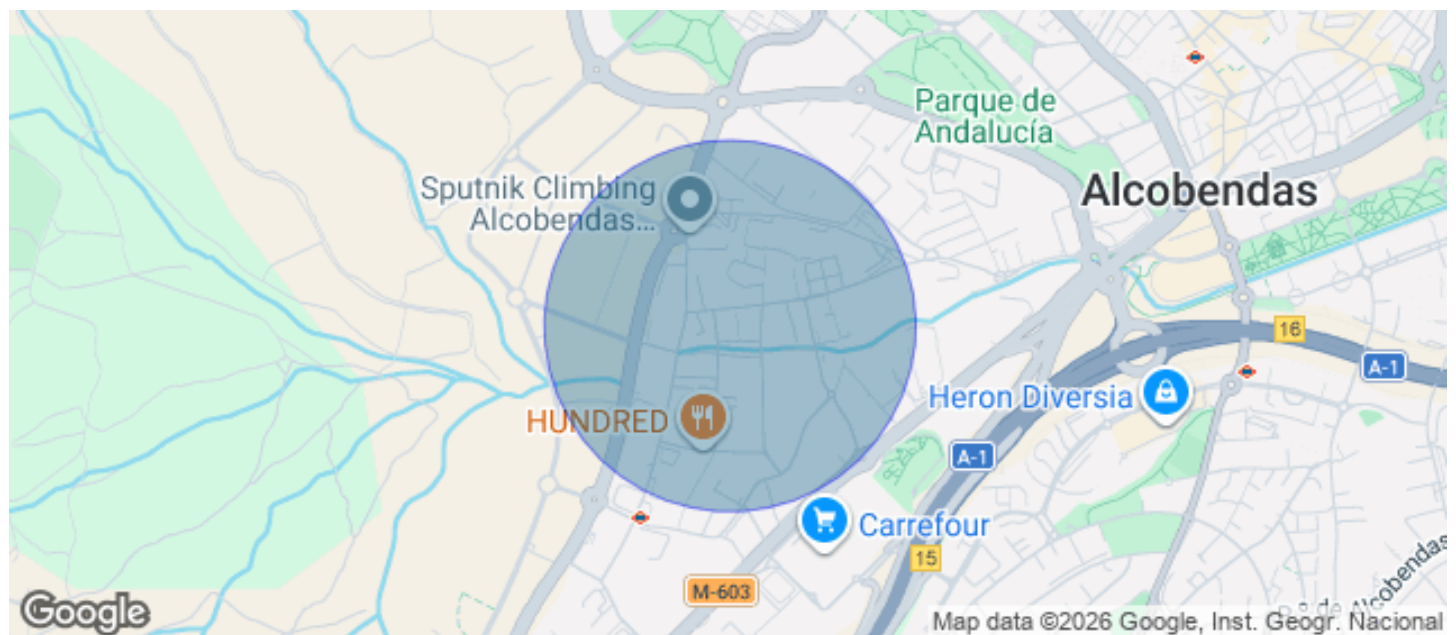 Parque de
Andalucía
Sputnik Climbing
Alcobendas...
Alcobendas
16
A-1
HUNDRED
Heron Diversia
A-1
Carrefour
15
M-603
Google
Map data ©2026 Google, Inst. Geogr. Nacional